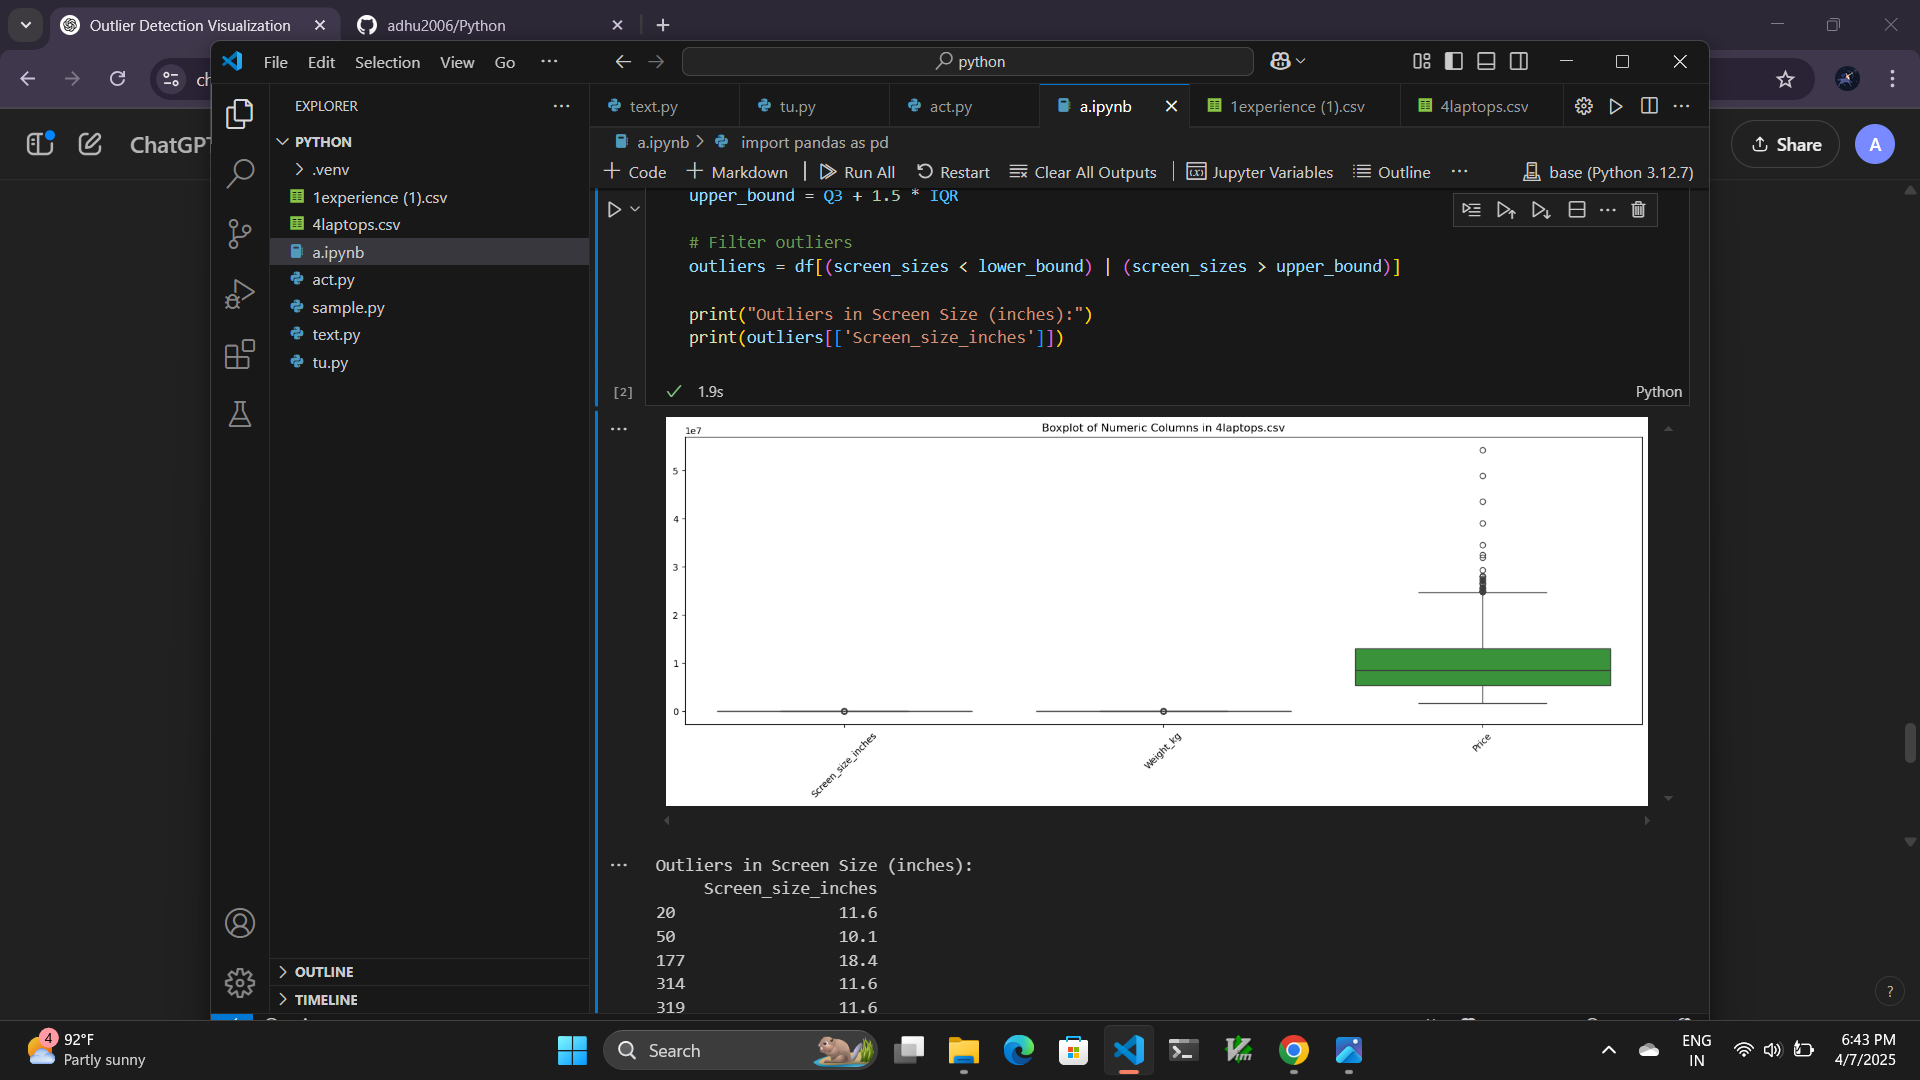 Outlier Detection Visualization
adhu2006/Python
ch
File Edit Selection View Go
python
ChatGPT
Share
A
EXPLORER
PYTHON
.venv
1experience (1).csv
4laptops.csv
a.ipynb
act.py
sample.py
text.py
tu.py
OUTLINE
TIMELINE
text.py
tu.py
act.py
a.ipynb
1experience (1).csv
4laptops.csv
a.ipynb > import pandas as pd
+ Code + Markdown | Run All Restart Clear All Outputs | Jupyter Variables Outline ... base (Python 3.12.7)
upper_bound = Q3 + 1.5 * IQR
# Filter outliers
outliers = df[(screen_sizes < lower_bound) | (screen_sizes > upper_bound)]
print("Outliers in Screen Size (inches):")
print(outliers[['Screen_size_inches']])
[2]
1.9s
Python
Boxplot of Numeric Columns in 4laptops.csv
1e7
5
4
3
2
1
0
Screen_size_inches
Weight_kg
Price
Outliers in Screen Size (inches):
Screen_size_inches
20 11.6
50 10.1
177 18.4
314 11.6
319 11.6
?
4
92°F
Partly sunny
Search
ENG
IN
6:43 PM
4/7/2025